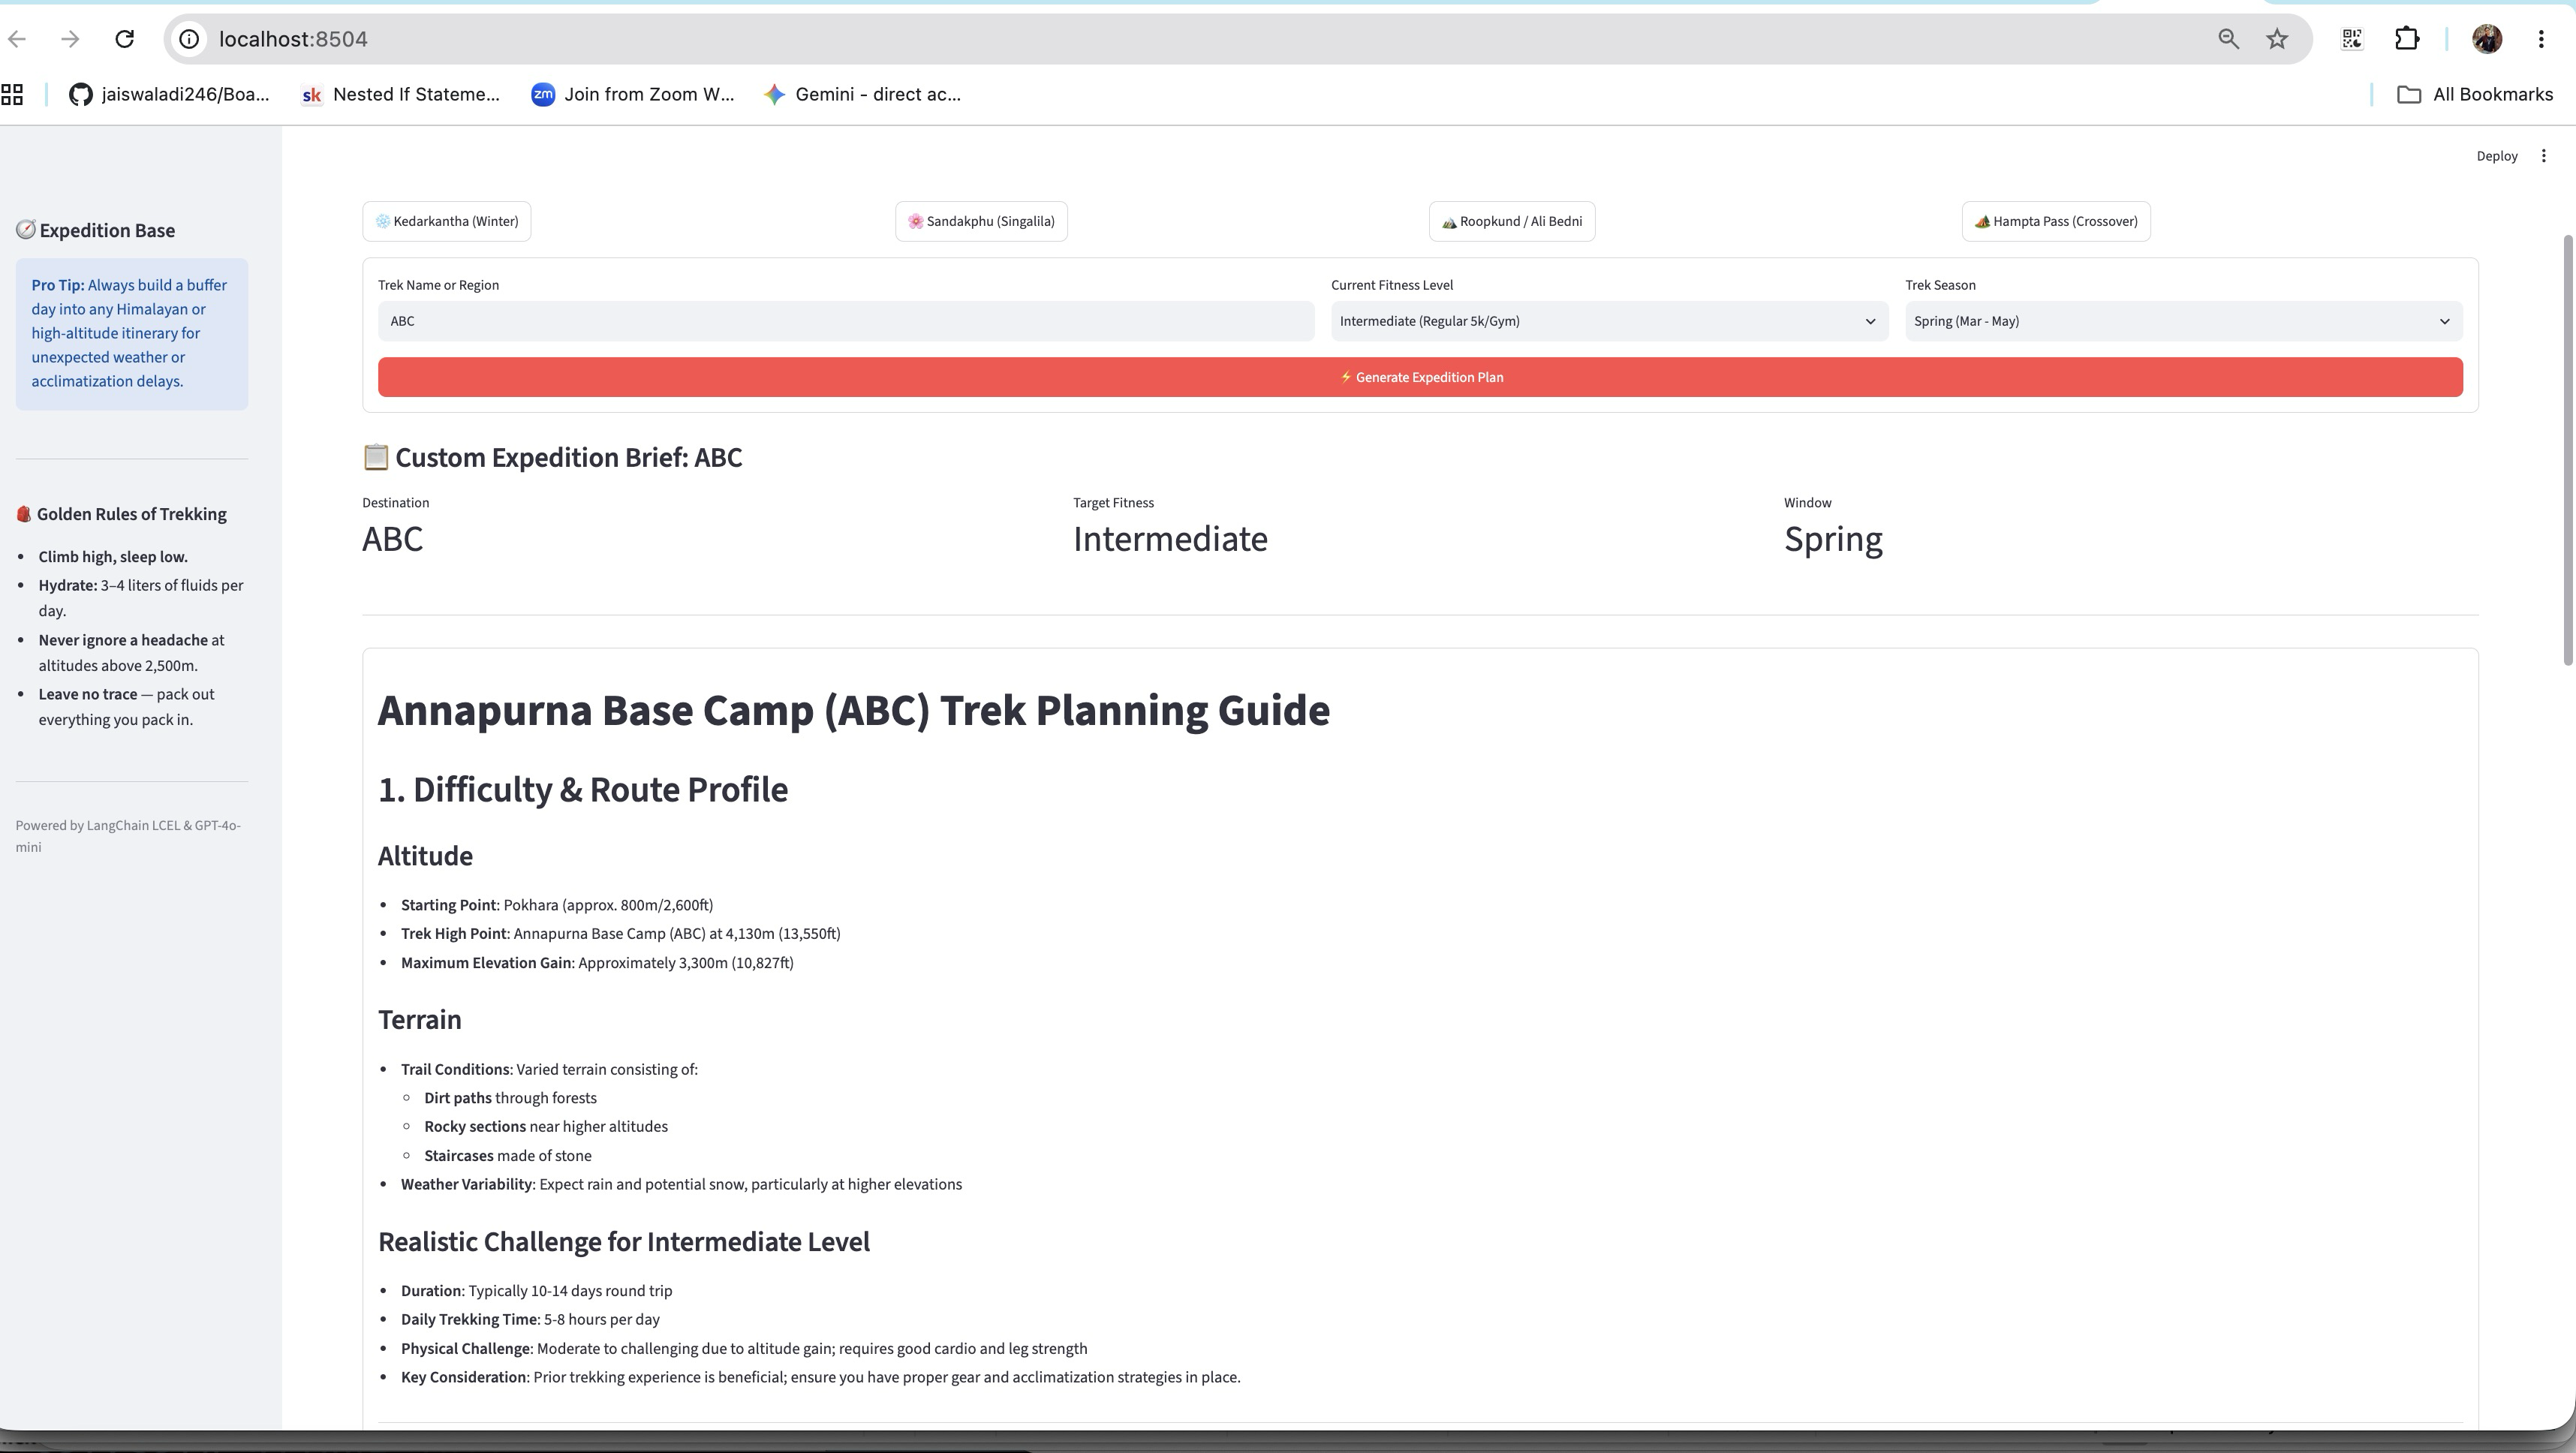 localhost:8504
jaiswaladi246/Boa...
sk
Nested If Stateme...
zm
Join from Zoom W...
Gemini - direct ac...
All Bookmarks
Deploy
🧭 Expedition Base
Pro Tip: Always build a buffer
day into any Himalayan or
high-altitude itinerary for
unexpected weather or
acclimatization delays.
🎒 Golden Rules of Trekking
• Climb high, sleep low.
• Hydrate: 3–4 liters of fluids per
day.
• Never ignore a headache at
altitudes above 2,500m.
• Leave no trace — pack out
everything you pack in.
Powered by LangChain LCEL & GPT-4o-
mini
❄️ Kedarkantha (Winter)
🌸 Sandakphu (Singalila)
🏔️ Roopkund / Ali Bedni
🏕️ Hampta Pass (Crossover)
Trek Name or Region
ABC
Current Fitness Level
Intermediate (Regular 5k/Gym)
Trek Season
Spring (Mar - May)
⚡ Generate Expedition Plan
📋 Custom Expedition Brief: ABC
Destination
ABC
Target Fitness
Intermediate
Window
Spring
Annapurna Base Camp (ABC) Trek Planning Guide
1. Difficulty & Route Profile
Altitude
• Starting Point: Pokhara (approx. 800m/2,600ft)
• Trek High Point: Annapurna Base Camp (ABC) at 4,130m (13,550ft)
• Maximum Elevation Gain: Approximately 3,300m (10,827ft)
Terrain
• Trail Conditions: Varied terrain consisting of:
◦ Dirt paths through forests
◦ Rocky sections near higher altitudes
◦ Staircases made of stone
• Weather Variability: Expect rain and potential snow, particularly at higher elevations
Realistic Challenge for Intermediate Level
• Duration: Typically 10-14 days round trip
• Daily Trekking Time: 5-8 hours per day
• Physical Challenge: Moderate to challenging due to altitude gain; requires good cardio and leg strength
• Key Consideration: Prior trekking experience is beneficial; ensure you have proper gear and acclimatization strategies in place.